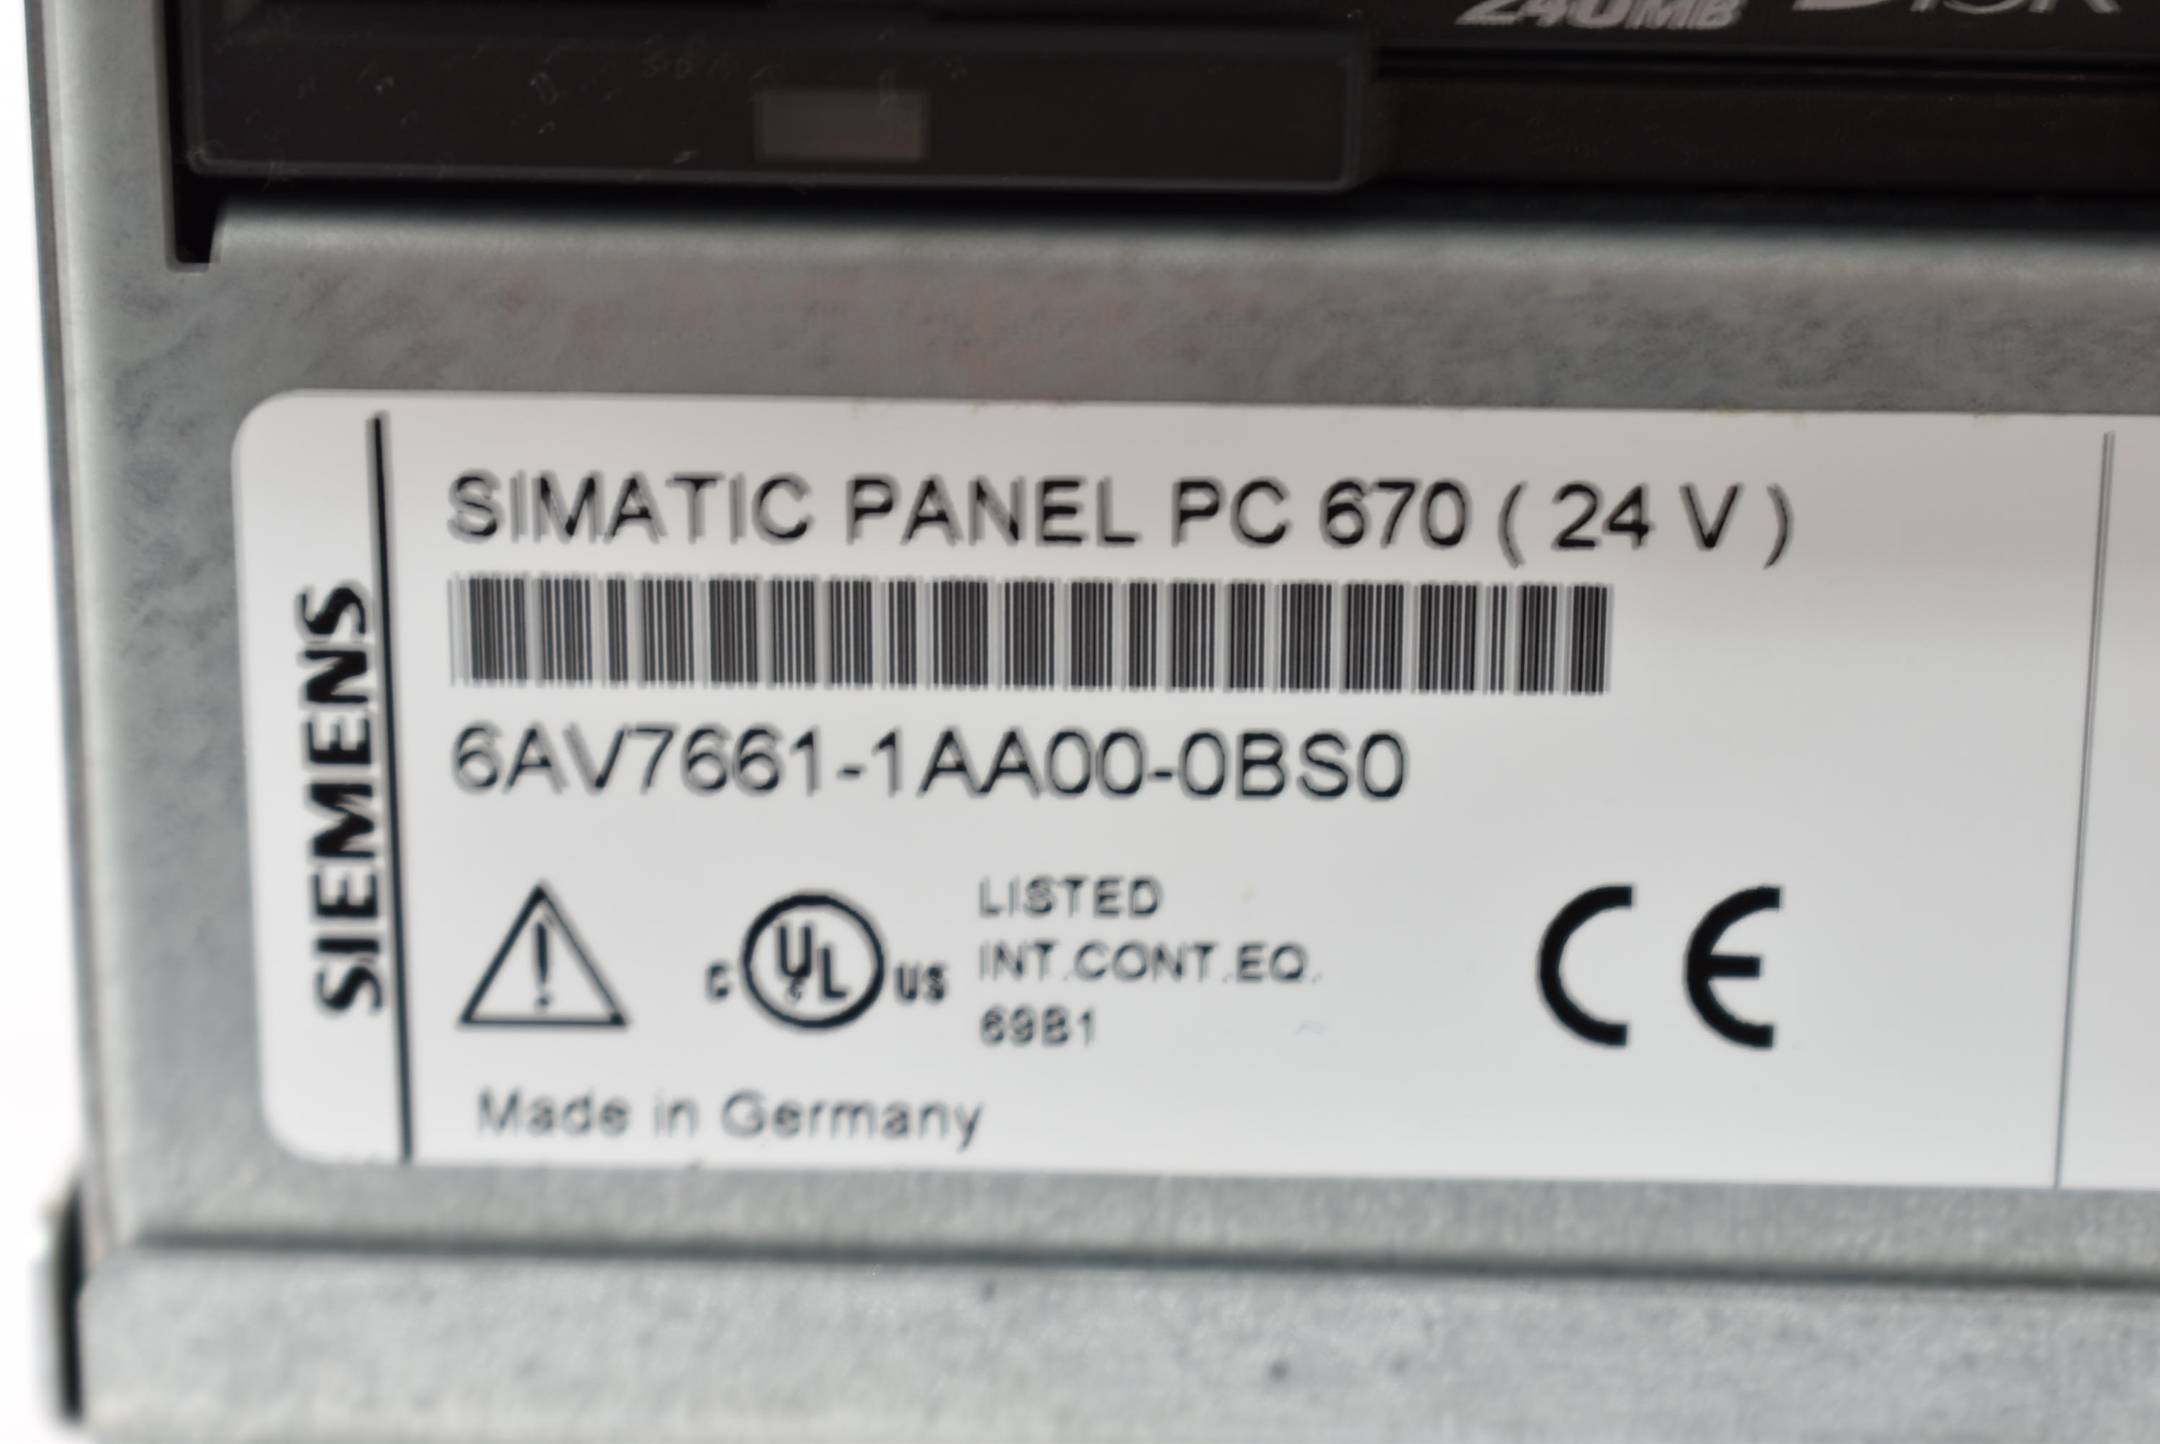 240MB DISK
SIEMENS
SIMATIC PANEL PC 670 ( 24 V )
6AV7661-1AA00-0BS0
C UL US
LISTED
INT.CONT.EQ.
69B1
CE
Made in Germany